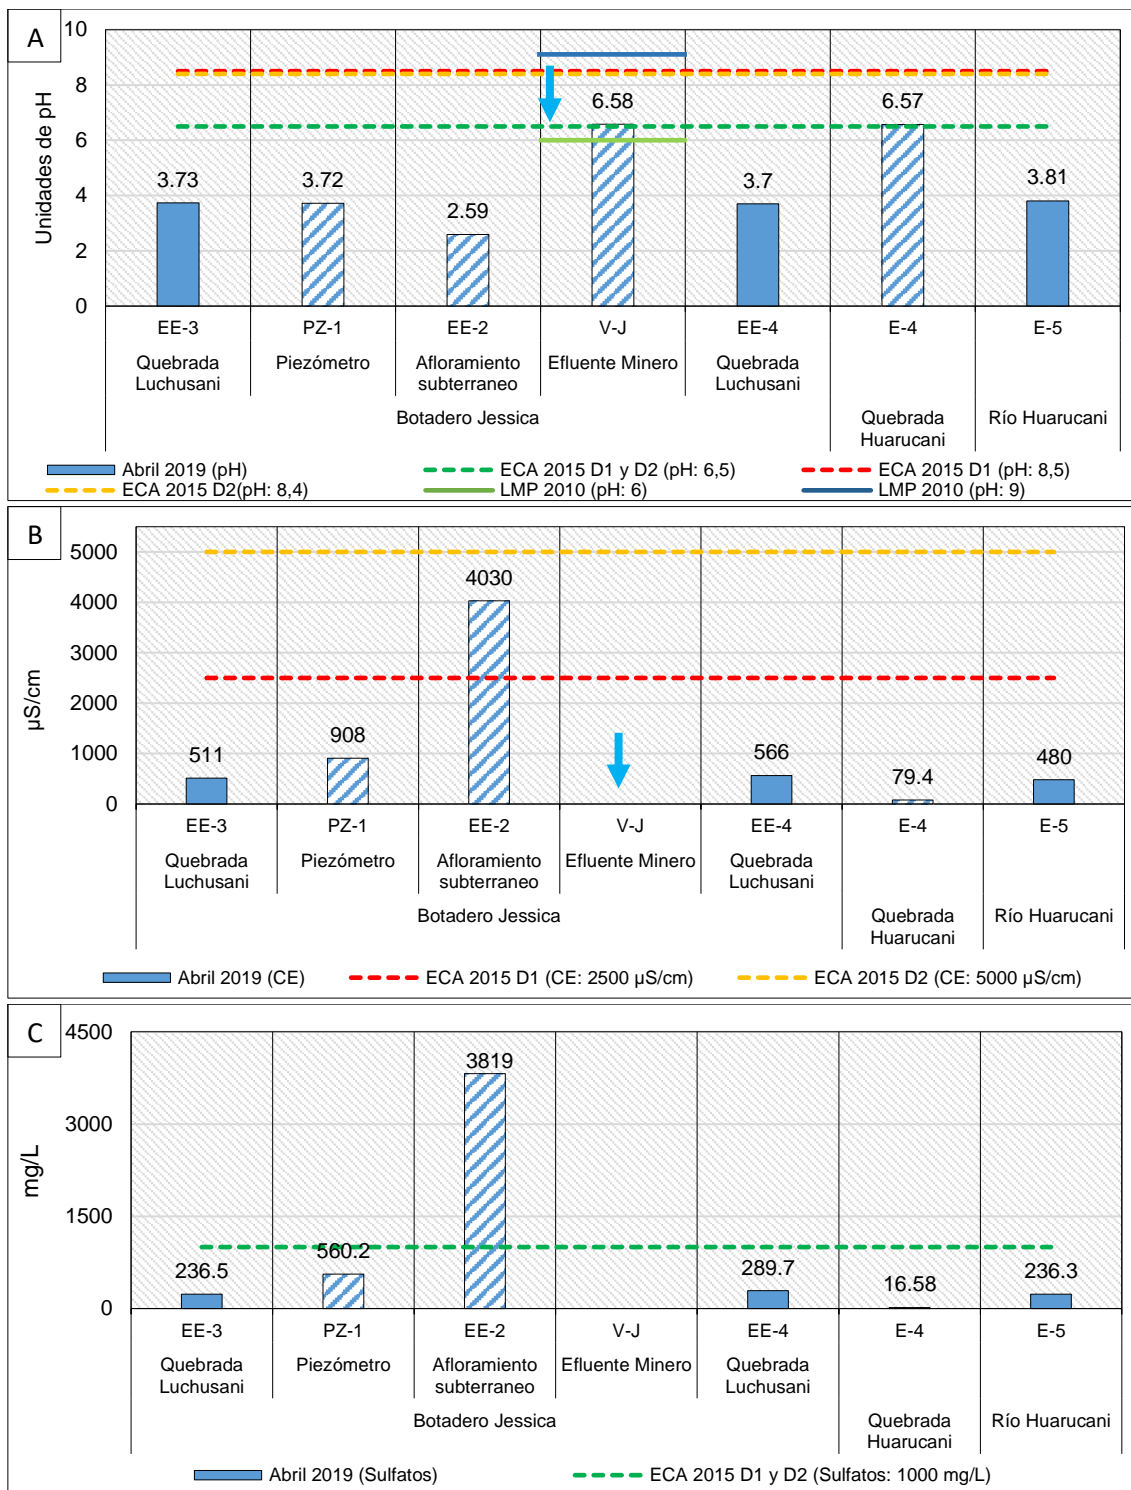 A
10
8
6
4
2
0
Unidades de pH
3.73
3.72
2.59
6.58
3.7
6.57
3.81
EE-3
PZ-1
EE-2
V-J
EE-4
E-4
E-5
Quebrada
Luchusani
Piezómetro
Afloramiento
subterraneo
Efluente Minero
Quebrada
Luchusani
Botadero Jessica
Quebrada
Huarucani
Río Huarucani
Abril 2019 (pH)
ECA 2015 D1 y D2 (pH: 6,5)
ECA 2015 D1 (pH: 8,5)
ECA 2015 D2(pH: 8,4)
LMP 2010 (pH: 6)
LMP 2010 (pH: 9)
B
5000
4000
3000
2000
1000
0
µS/cm
511
908
4030
566
79.4
480
EE-3
PZ-1
EE-2
V-J
EE-4
E-4
E-5
Quebrada
Luchusani
Piezómetro
Afloramiento
subterraneo
Efluente Minero
Quebrada
Luchusani
Botadero Jessica
Quebrada
Huarucani
Río Huarucani
Abril 2019 (CE)
ECA 2015 D1 (CE: 2500 µS/cm)
ECA 2015 D2 (CE: 5000 µS/cm)
C
4500
3000
1500
0
mg/L
236.5
560.2
3819
289.7
16.58
236.3
EE-3
PZ-1
EE-2
V-J
EE-4
E-4
E-5
Quebrada
Luchusani
Piezómetro
Afloramiento
subterraneo
Efluente Minero
Quebrada
Luchusani
Botadero Jessica
Quebrada
Huarucani
Río Huarucani
Abril 2019 (Sulfatos)
ECA 2015 D1 y D2 (Sulfatos: 1000 mg/L)